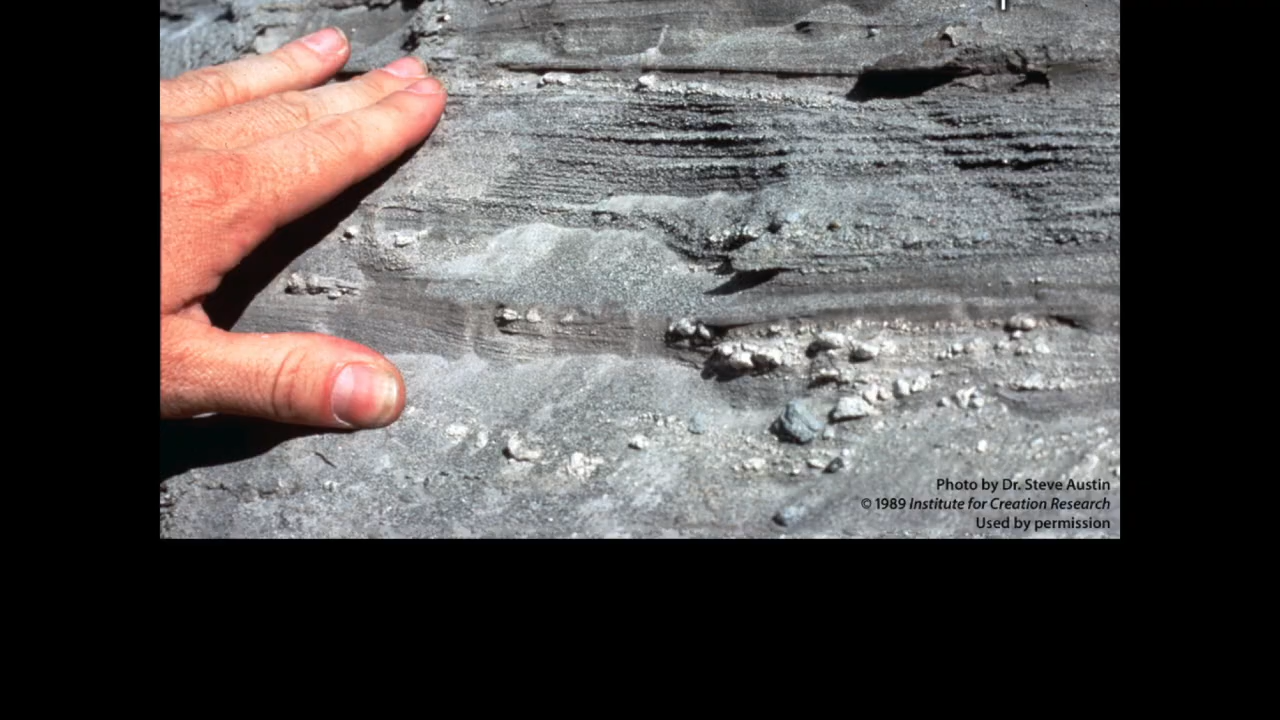 Photo by Dr. Steve Austin
© 1989 Institute for Creation Research
Used by permission